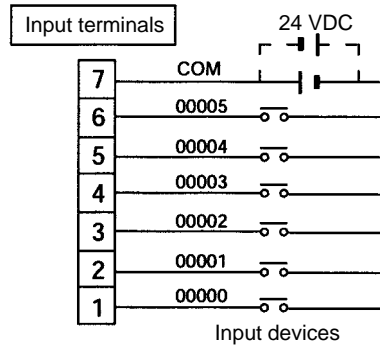 Input terminals
24 VDC
7 COM
6 00005
5 00004
4 00003
3 00002
2 00001
1 00000
Input devices